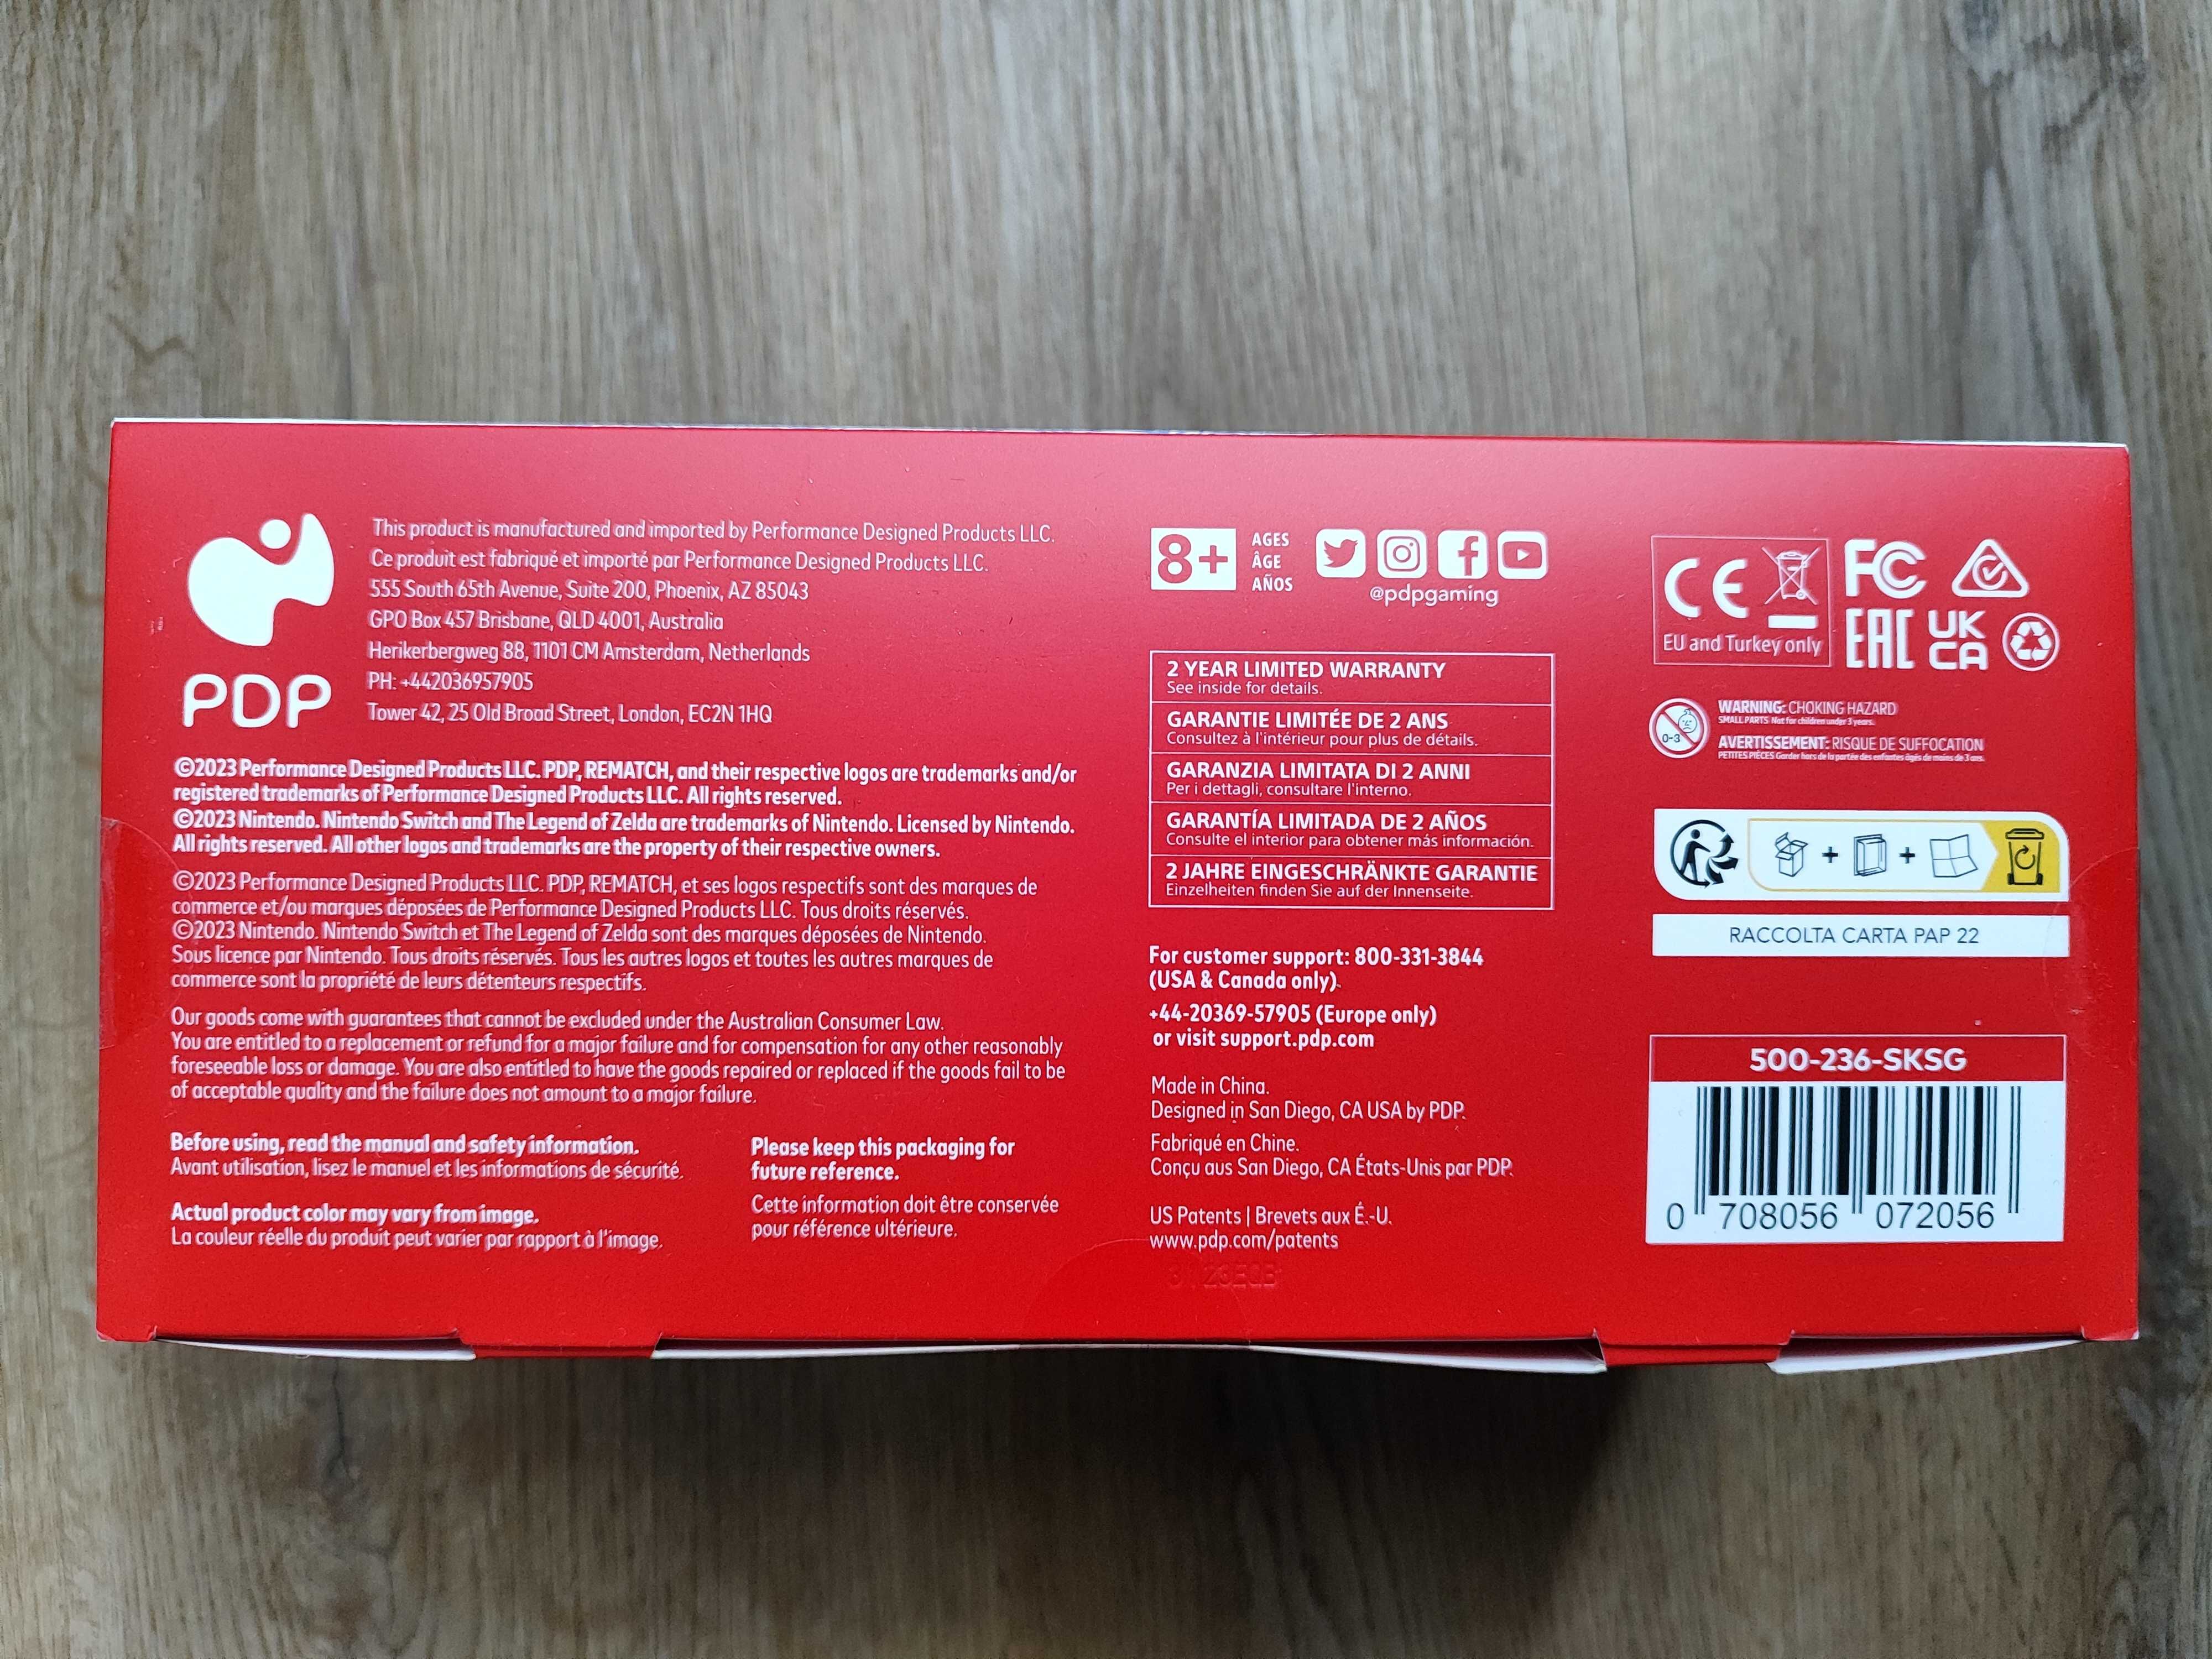 PDP
This product is manufactured and imported by Performance Designed Products LLC.
Ce produit est fabriqué et importé par Performance Designed Products LLC.
555 South 65th Avenue, Suite 200, Phoenix, AZ 85043
GPO Box 457 Brisbane, QLD 4001, Australia
Herikerbergweg 88, 1101 CM Amsterdam, Netherlands
PH: +442036957905
Tower 42, 25 Old Broad Street, London, EC2N 1HQ
©2023 Performance Designed Products LLC. PDP, REMATCH, and their respective logos are trademarks and/or
registered trademarks of Performance Designed Products LLC. All rights reserved.
©2023 Nintendo. Nintendo Switch and The Legend of Zelda are trademarks of Nintendo. Licensed by Nintendo.
All rights reserved. All other logos and trademarks are the property of their respective owners.
©2023 Performance Designed Products LLC. PDP, REMATCH, et ses logos respectifs sont des marques de
commerce et/ou marques déposées de Performance Designed Products LLC. Tous droits réservés.
©2023 Nintendo. Nintendo Switch et The Legend of Zelda sont des marques déposées de Nintendo.
Sous licence par Nintendo. Tous droits réservés. Tous les autres logos et toutes les autres marques de
commerce sont la propriété de leurs détenteurs respectifs.
Our goods come with guarantees that cannot be excluded under the Australian Consumer Law.
You are entitled to a replacement or refund for a major failure and for compensation for any other reasonably
foreseeable loss or damage. You are also entitled to have the goods repaired or replaced if the goods fail to be
of acceptable quality and the failure does not amount to a major failure.
Before using, read the manual and safety information.
Avant utilisation, lisez le manuel et les informations de sécurité.
Actual product color may vary from image.
La couleur réelle du produit peut varier par rapport à l'image.
Please keep this packaging for
future reference.
Cette information doit être conservée
pour référence ultérieure.
8+
AGES
ÂGE
AÑOS
@pdpgaming
2 YEAR LIMITED WARRANTY
See inside for details.
GARANTIE LIMITÉE DE 2 ANS
Consultez à l'intérieur pour plus de détails.
GARANZIA LIMITATA DI 2 ANNI
Per i dettagli, consultare l'interno.
GARANTÍA LIMITADA DE 2 AÑOS
Consulte el interior para obtener más información.
2 JAHRE EINGESCHRÄNKTE GARANTIE
Einzelheiten finden Sie auf der Innenseite.
For customer support: 800-331-3844
(USA & Canada only).
+44-20369-57905 (Europe only)
or visit support.pdp.com
Made in China.
Designed in San Diego, CA USA by PDP.
Fabriqué en Chine.
Conçu aus San Diego, CA États-Unis par PDP.
US Patents | Brevets aux É.-U.
www.pdp.com/patents
CE
EU and Turkey only
FC
EAC
UK
CA
0-3
WARNING: CHOKING HAZARD
SMALL PARTS Not for children under 3 years.
AVERTISSEMENT: RISQUE DE SUFFOCATION
PETITES PIÈCES Garder hors de la portée des enfantes âgés de moins de 3 ans.
+ +
RACCOLTA CARTA PAP 22
500-236-SKSG
0 708056 072056